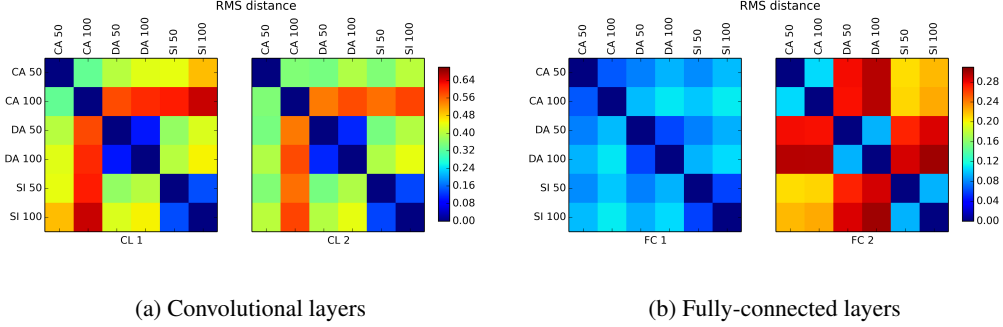 RMS distance
CA 50 CA 100 DA 50 DA 100 SI 50 SI 100
CA 50 CA 100 DA 50 DA 100 SI 50 SI 100
CA 50
CA 100
DA 50
DA 100
SI 50
SI 100
CL 1
CL 2
0.64
0.56
0.48
0.40
0.32
0.24
0.16
0.08
0.00
(a) Convolutional layers
RMS distance
CA 50 CA 100 DA 50 DA 100 SI 50 SI 100
CA 50 CA 100 DA 50 DA 100 SI 50 SI 100
CA 50
CA 100
DA 50
DA 100
SI 50
SI 100
FC 1
FC 2
0.28
0.24
0.20
0.16
0.12
0.08
0.04
0.00
(b) Fully-connected layers